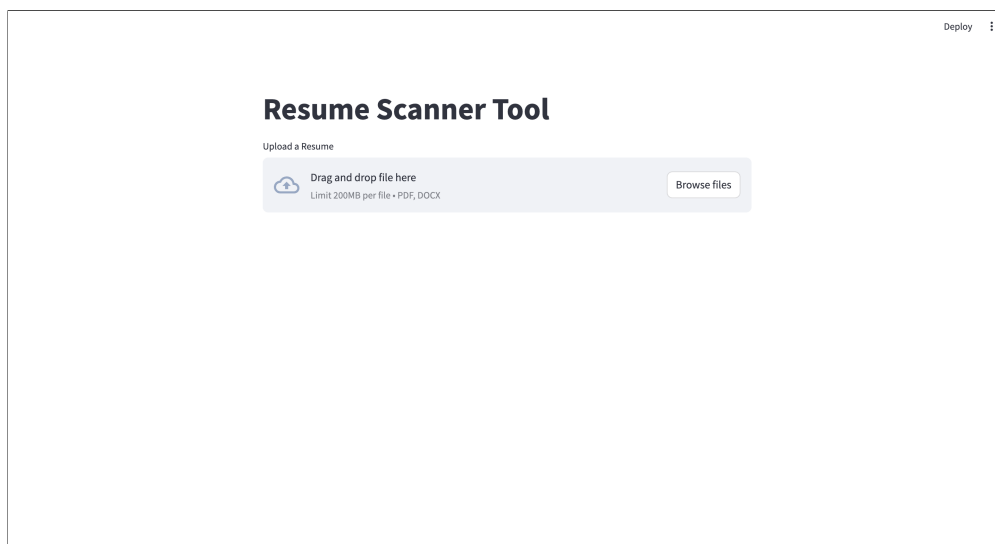 Deploy
Resume Scanner Tool
Upload a Resume
Drag and drop file here
Limit 200MB per file • PDF, DOCX
Browse files